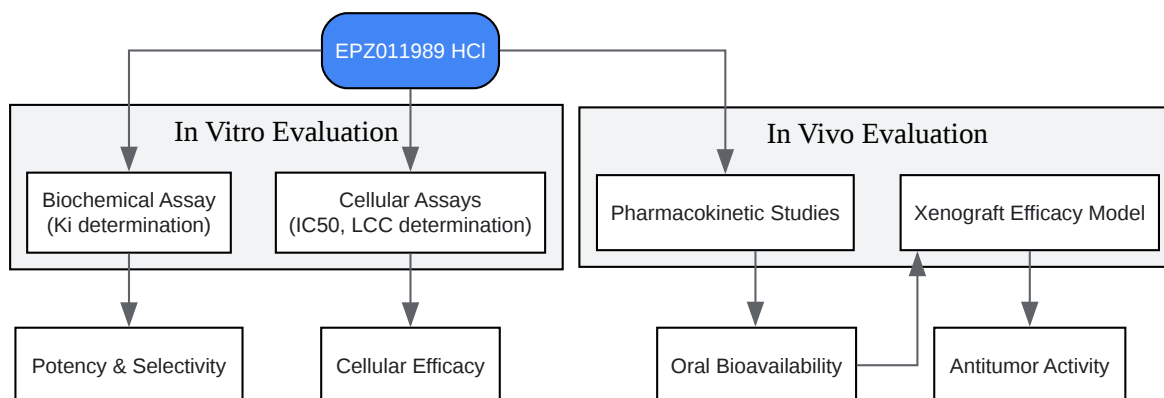 EPZ011989 HCl
In Vitro Evaluation
In Vivo Evaluation
Biochemical Assay
(Ki determination)
Cellular Assays
(IC50, LCC determination)
Pharmacokinetic Studies
Xenograft Efficacy Model
Potency & Selectivity
Cellular Efficacy
Oral Bioavailability
Antitumor Activity